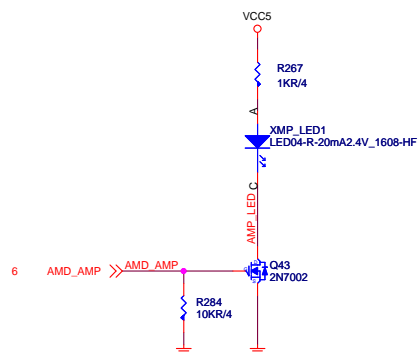 VCC5
R267
1KR/4
A
XMP_LED1
LED04-R-20mA2.4V_1608-HF
C
AMP_LED
6
AMD_AMP
AMD_AMP
Q43
2N7002
R284
10KR/4